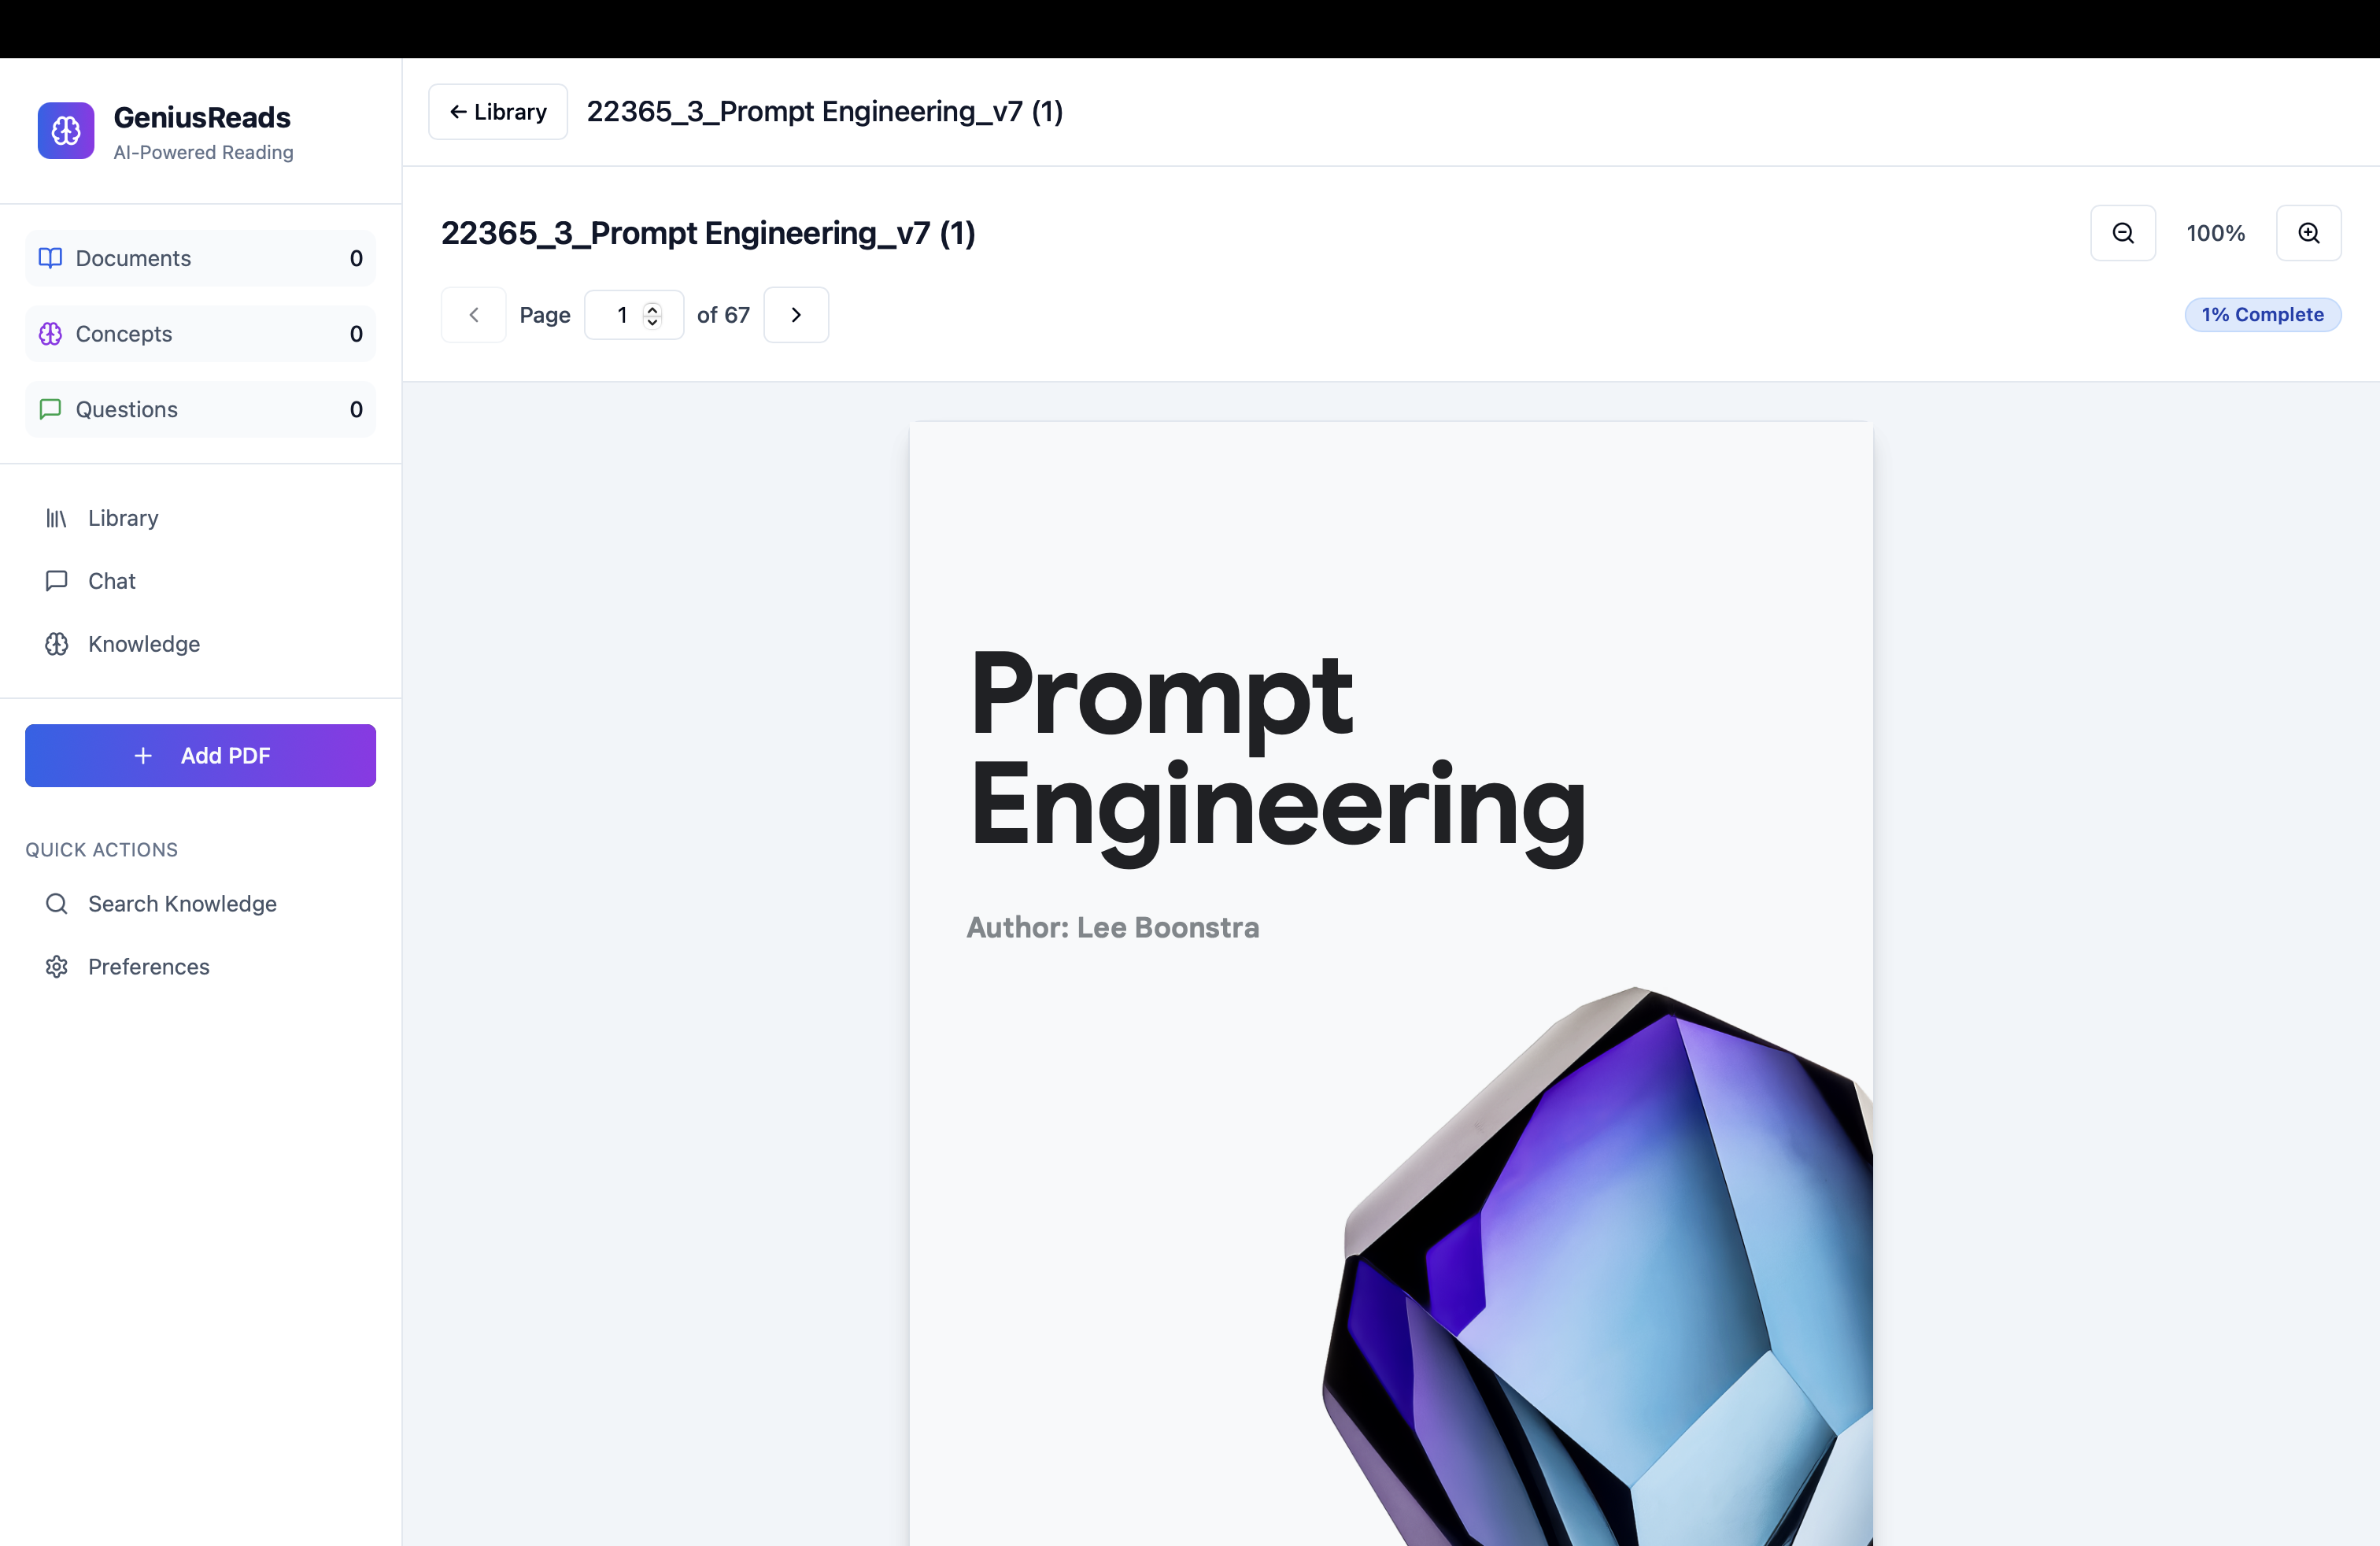 GeniusReads
AI-Powered Reading
Documents 0
Concepts 0
Questions 0
Library
Chat
Knowledge
+ Add PDF
QUICK ACTIONS
Search Knowledge
Preferences
← Library 22365_3_Prompt Engineering_v7 (1)
22365_3_Prompt Engineering_v7 (1)
100%
Page 1 of 67
1% Complete
Prompt
Engineering
Author: Lee Boonstra